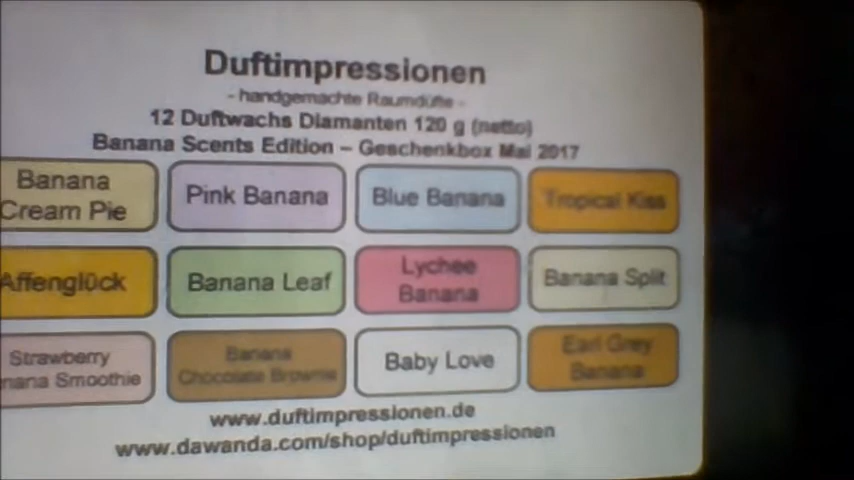 Duftimpressionen
- handgemachte Raumdüfte -
12 Duftwachs Diamanten 120 g (netto)
Banana Scents Edition – Geschenkbox Mai 2017
Banana
Cream Pie
Pink Banana
Blue Banana
Tropical Kiss
Affenglück
Banana Leaf
Lychee
Banana
Banana Split
Strawberry
nana Smoothie
Banana
Chocolate Brownie
Baby Love
Earl Grey
Banana
www.duftimpressionen.de
www.dawanda.com/shop/duftimpressionen